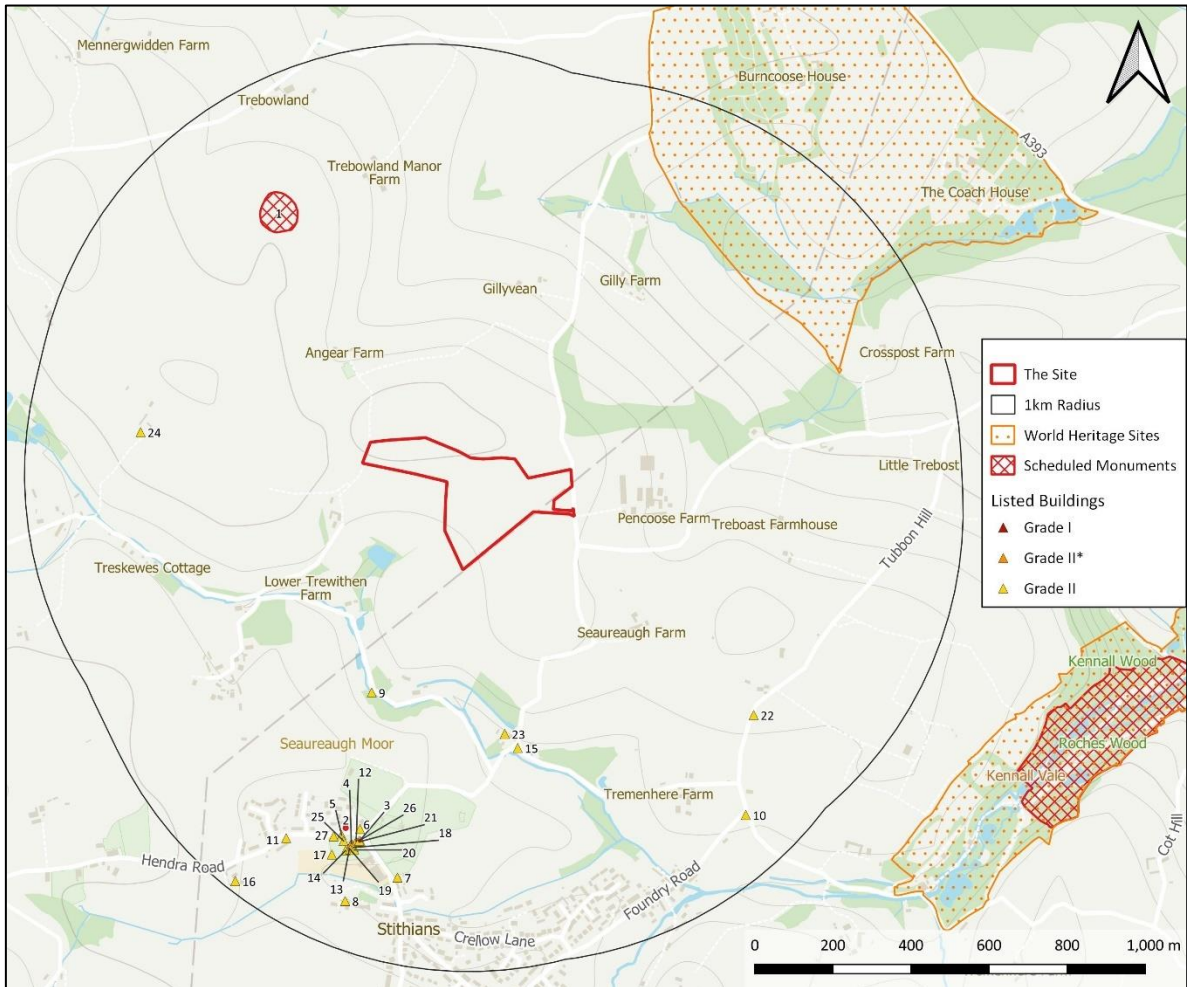 Mennergwidden Farm
Burncoose House
Trebowland
A393
Trebowland Manor
Farm
The Coach House
1
Gillyvean
Gilly Farm
Angear Farm
Crosspost Farm
The Site
1km Radius
World Heritage Sites
Scheduled Monuments
Listed Buildings
Grade I
Grade II*
Grade II
24
Little Trebost
Pencoose Farm
Treboast Farmhouse
Tubbon Hill
Treskewes Cottage
Lower Trewithen
Farm
Seaureaugh Farm
Kennall Wood
9
22
23
15
Seaureaugh Moor
Roches Wood
Kennall Vale
12
4
3
26
5
21
25
2
6
18
27
11
17
20
14
13
19
7
16
8
Hendra Road
Tremenhere Farm
10
Cot Hill
Foundry Road
Stithians
Crellow Lane
0 200 400 600 800 1,000 m